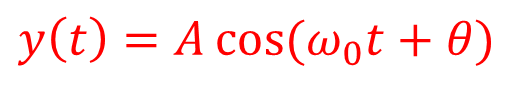 y(t) = A cos(ω₀t + θ)